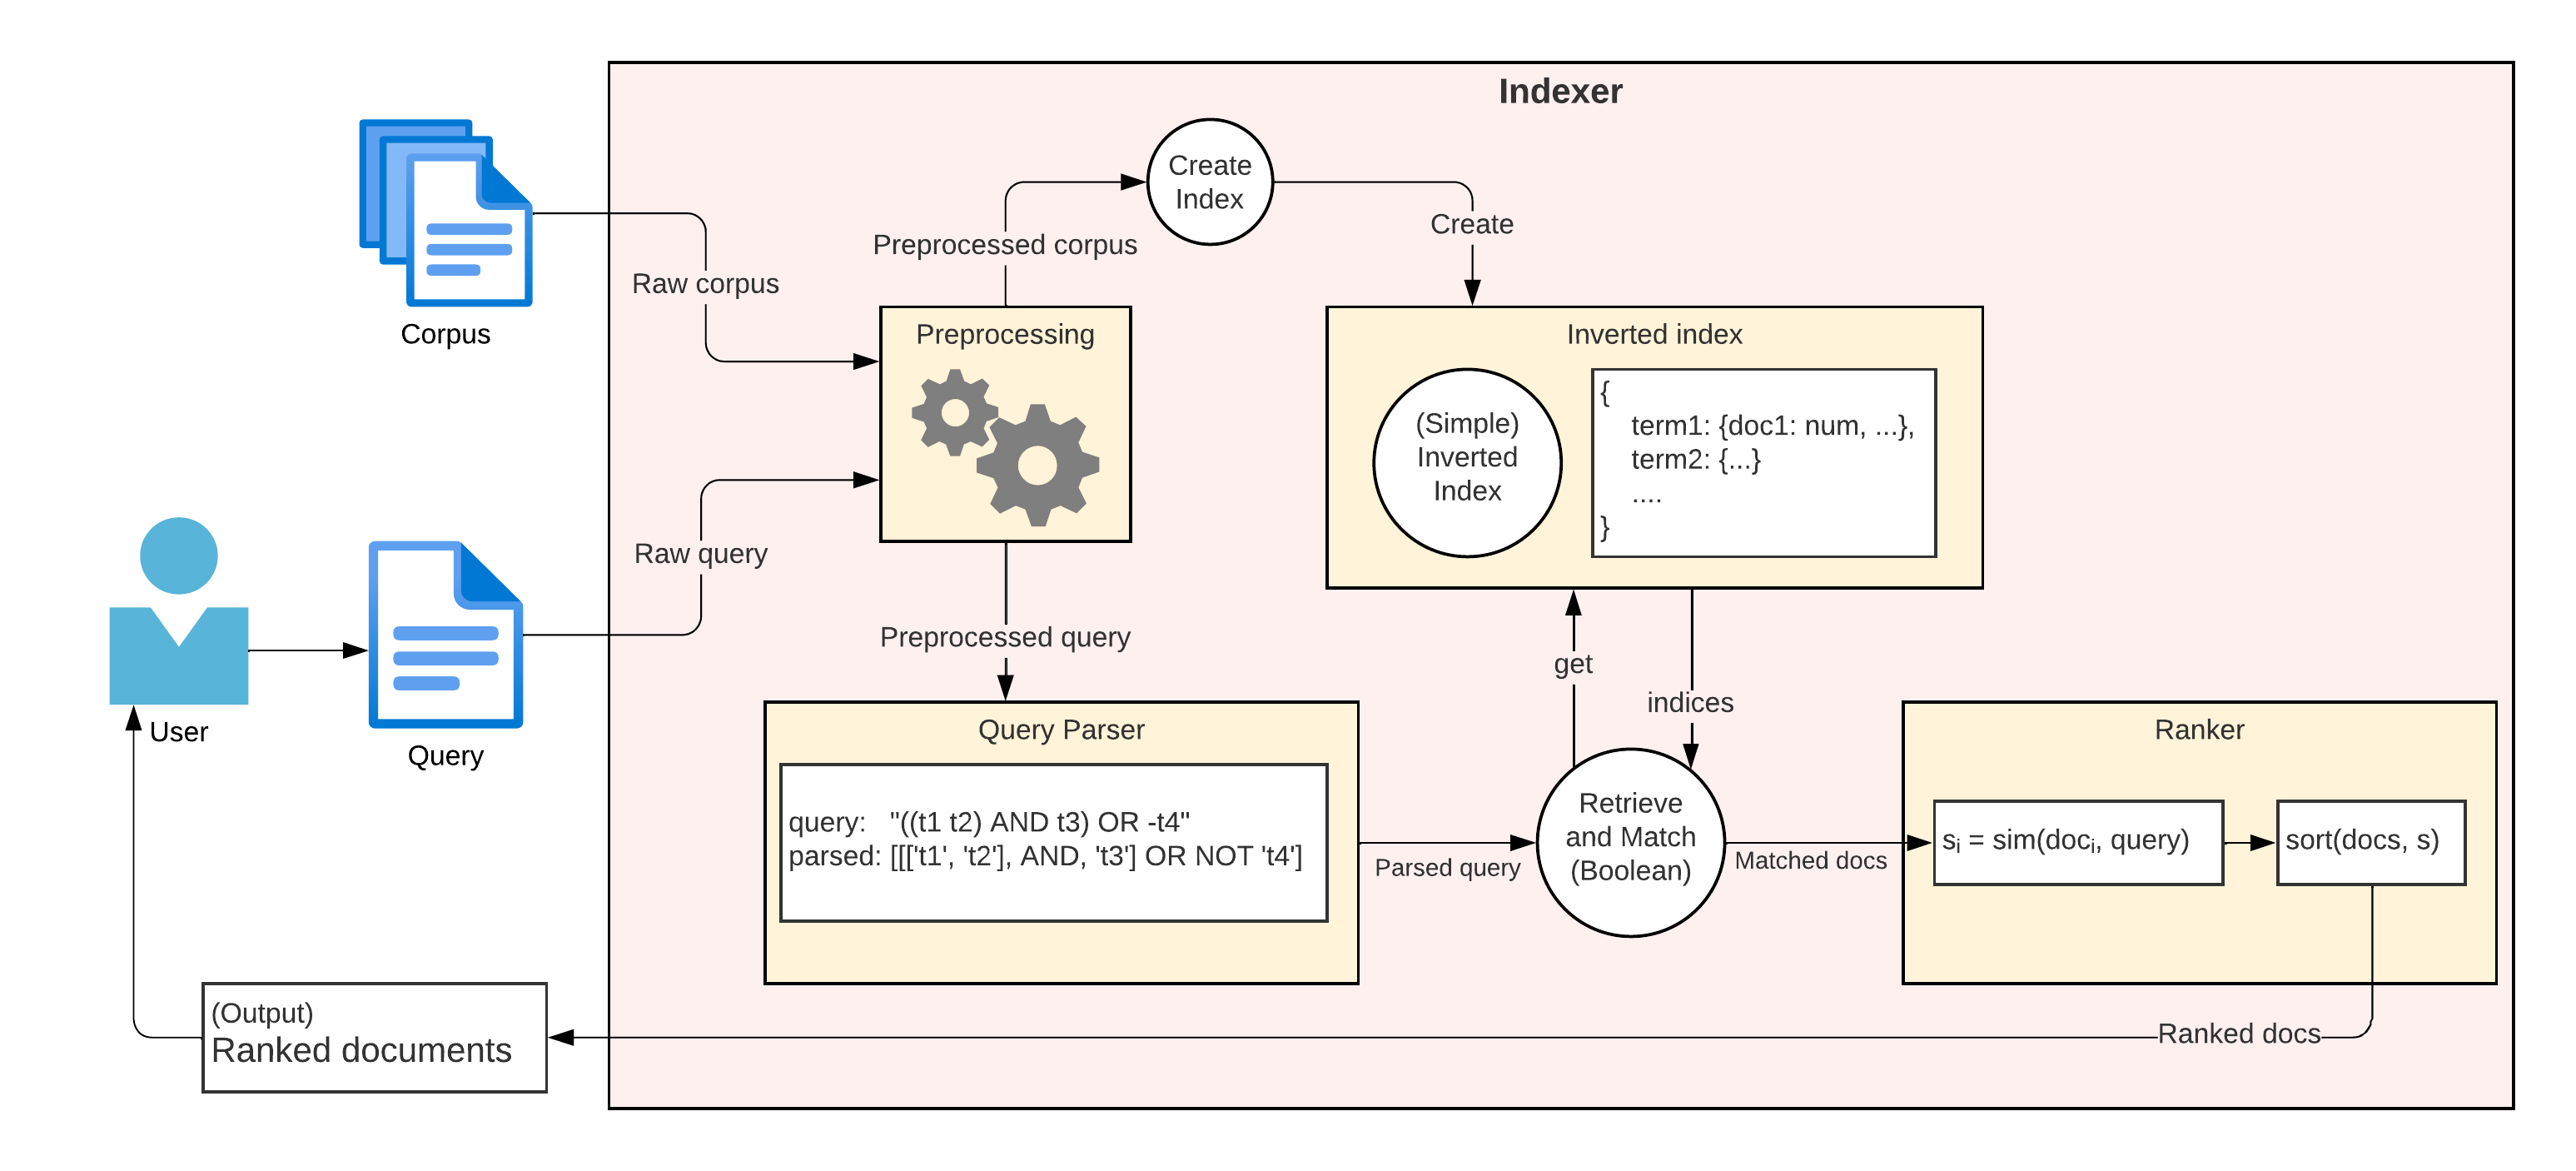 Indexer
Create
Index
Create
Preprocessed corpus
Raw corpus
Corpus
Preprocessing
Inverted index
(Simple)
Inverted
Index
{
term1: {doc1: num, ...},
term2: {...}
....
}
Raw query
User
Query
Preprocessed query
get
indices
Query Parser
query:   "((t1 t2) AND t3) OR -t4"
parsed: [[['t1', 't2'], AND, 't3'] OR NOT 't4']
Parsed query
Retrieve
and Match
(Boolean)
Matched docs
Ranker
sᵢ = sim(docᵢ, query)
sort(docs, s)
Ranked docs
(Output)
Ranked documents